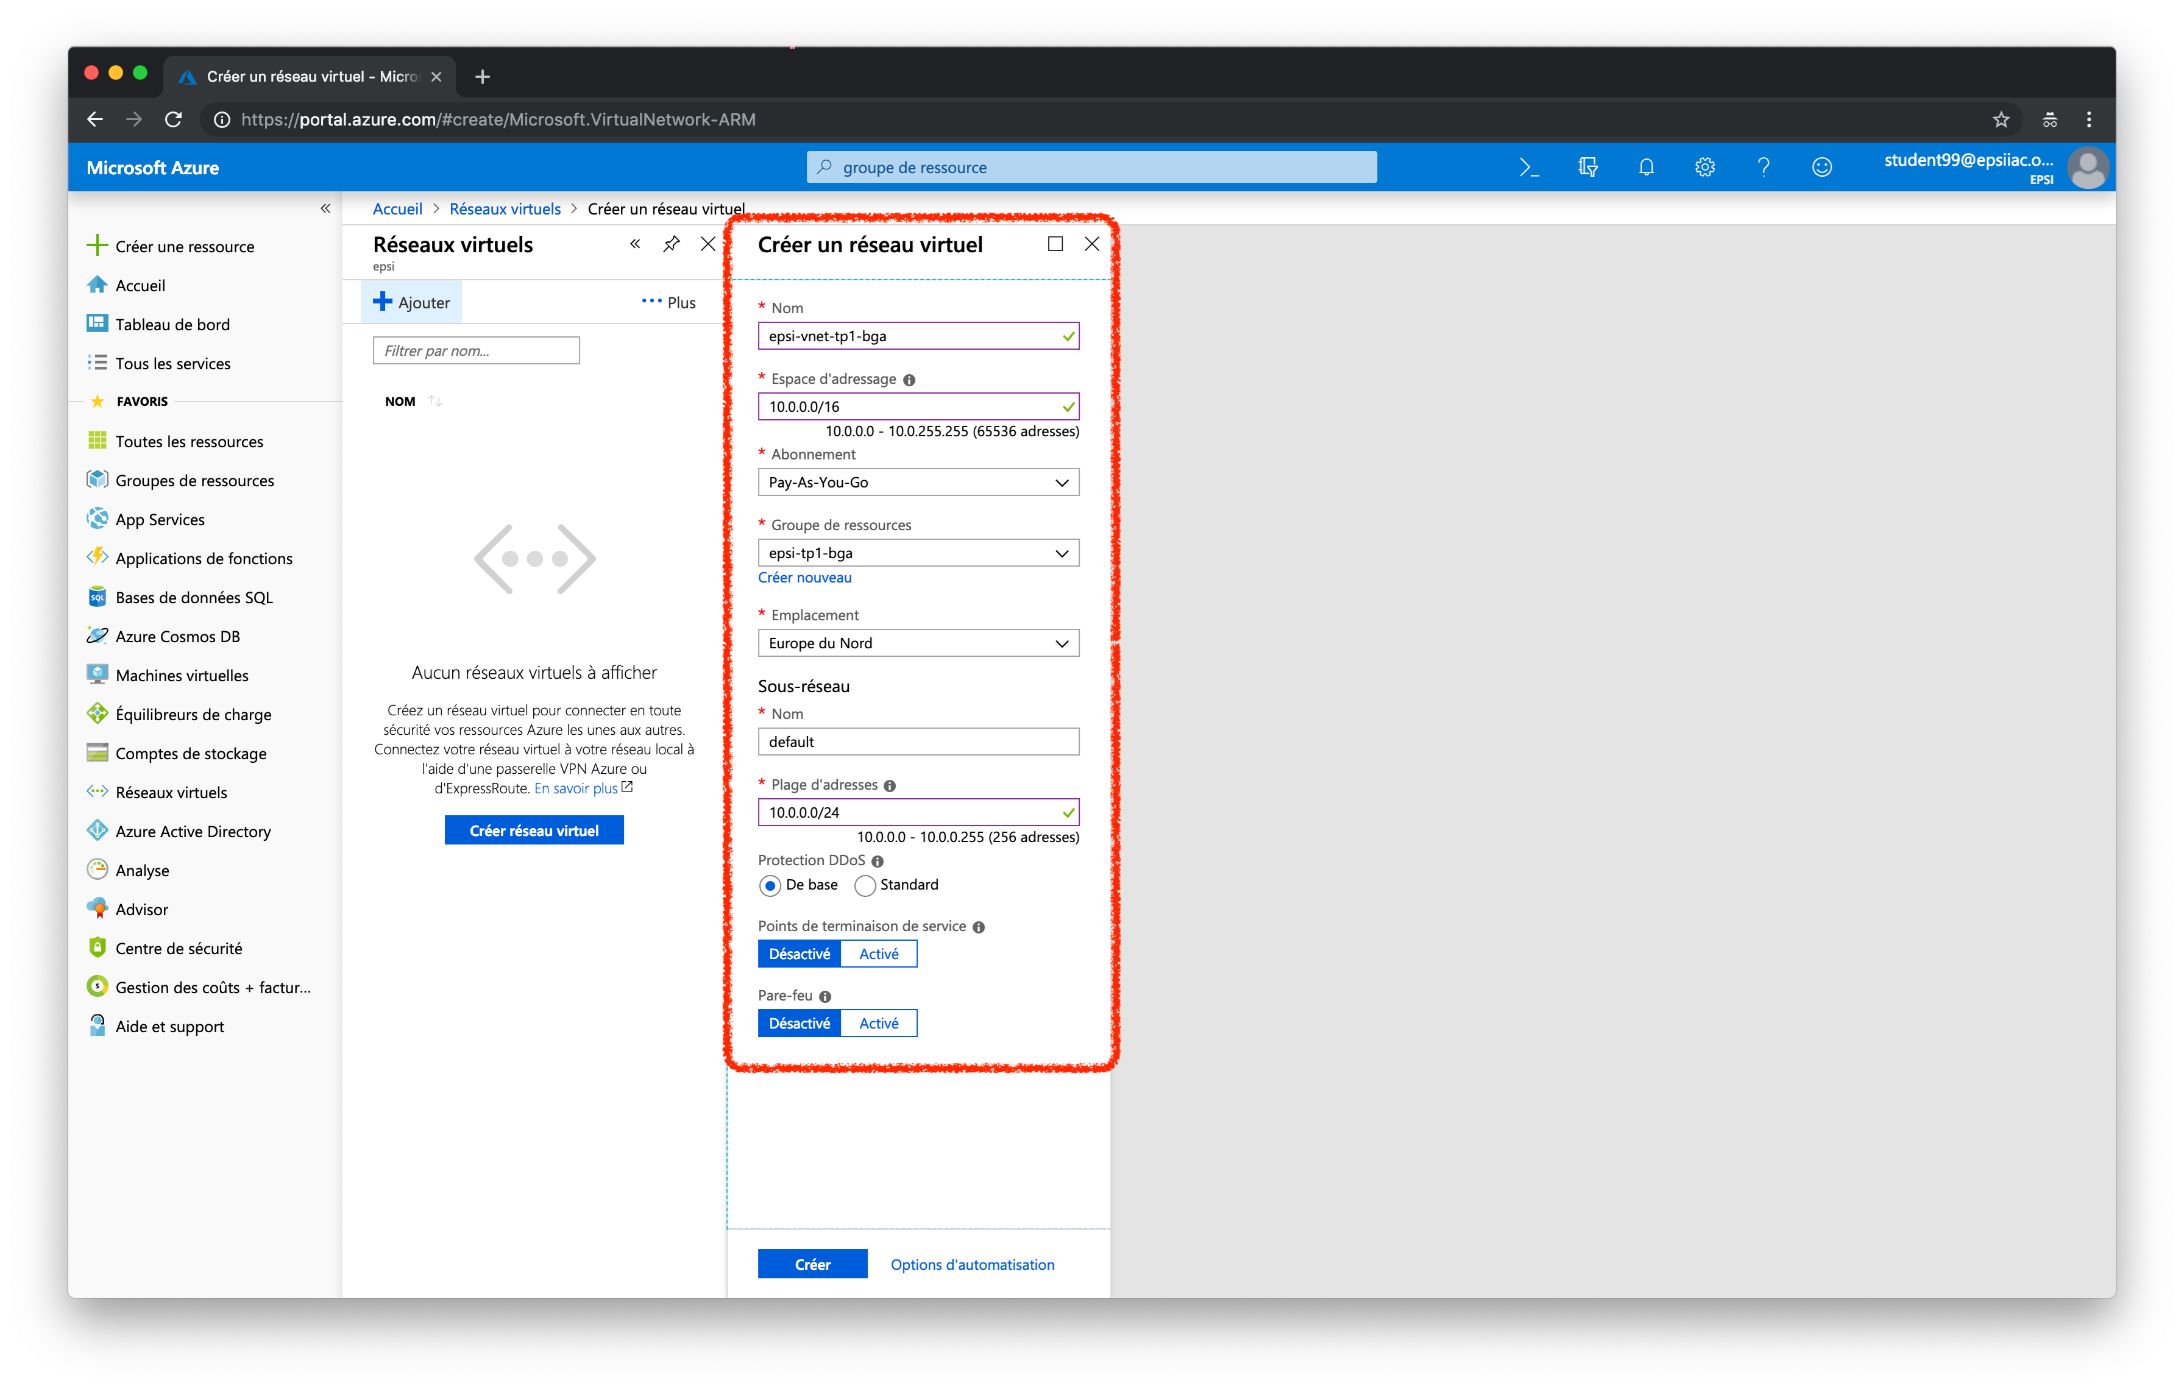 Créer un réseau virtuel - Micro
https://portal.azure.com/#create/Microsoft.VirtualNetwork-ARM
Microsoft Azure
groupe de ressource
student99@epsiiac.o...
EPSI
Accueil > Réseaux virtuels > Créer un réseau virtuel
Créer une ressource
Accueil
Tableau de bord
Tous les services
FAVORIS
Toutes les ressources
Groupes de ressources
App Services
Applications de fonctions
SQL
Bases de données SQL
Azure Cosmos DB
Machines virtuelles
Équilibreurs de charge
Comptes de stockage
Réseaux virtuels
Azure Active Directory
Analyse
Advisor
Centre de sécurité
Gestion des coûts + factur...
Aide et support
Réseaux virtuels
epsi
Ajouter
Plus
Filtrer par nom...
NOM
Aucun réseaux virtuels à afficher
Créez un réseau virtuel pour connecter en toute
sécurité vos ressources Azure les unes aux autres.
Connectez votre réseau virtuel à votre réseau local à
l'aide d'une passerelle VPN Azure ou
d'ExpressRoute. En savoir plus
Créer réseau virtuel
Créer un réseau virtuel
* Nom
epsi-vnet-tp1-bga
* Espace d'adressage
10.0.0.0/16
10.0.0.0 - 10.0.255.255 (65536 adresses)
* Abonnement
Pay-As-You-Go
* Groupe de ressources
epsi-tp1-bga
Créer nouveau
* Emplacement
Europe du Nord
Sous-réseau
* Nom
default
* Plage d'adresses
10.0.0.0/24
10.0.0.0 - 10.0.0.255 (256 adresses)
Protection DDoS
De base Standard
Points de terminaison de service
Désactivé Activé
Pare-feu
Désactivé Activé
Créer Options d'automatisation